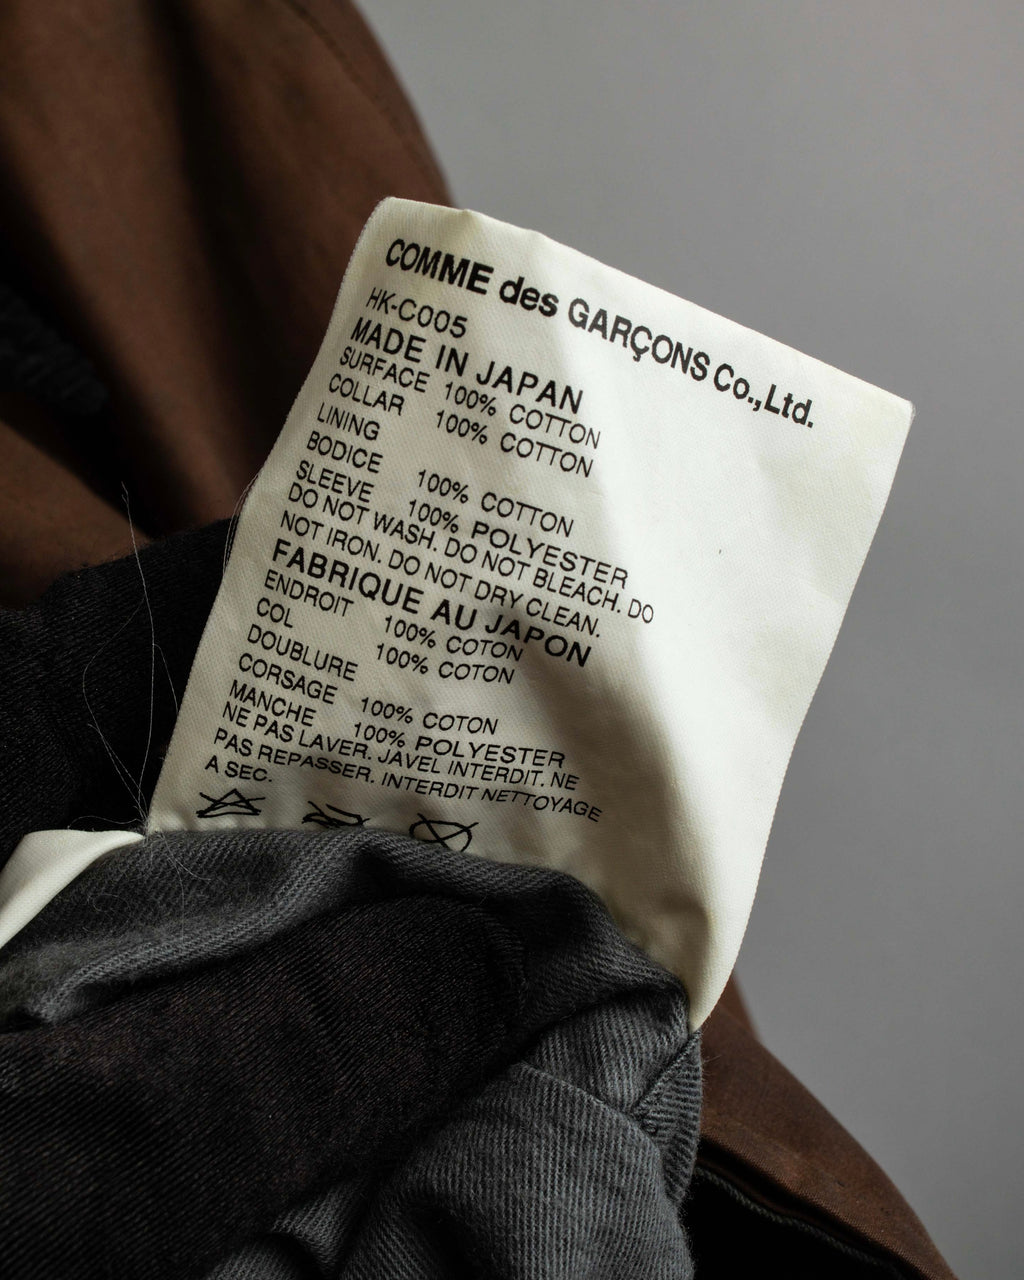 COMME des GARÇONS Co., Ltd.
HK-C005
MADE IN JAPAN
SURFACE 100% COTTON
COLLAR 100% COTTON
LINING
BODICE 100% COTTON
SLEEVE 100% POLYESTER
DO NOT WASH. DO NOT BLEACH. DO
NOT IRON. DO NOT DRY CLEAN.
FABRIQUE AU JAPON
ENDROIT 100% COTON
COL 100% COTON
DOUBLURE
CORSAGE 100% COTON
MANCHE 100% POLYESTER
NE PAS LAVER. JAVEL INTERDIT. NE
PAS REPASSER. INTERDIT NETTOYAGE
A SEC.